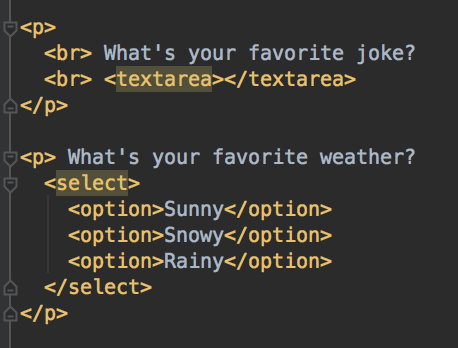 <p>
<br> What's your favorite joke?
<br> <textarea></textarea>
</p>
<p> What's your favorite weather?
<select>
<option>Sunny</option>
<option>Snowy</option>
<option>Rainy</option>
</select>
</p>